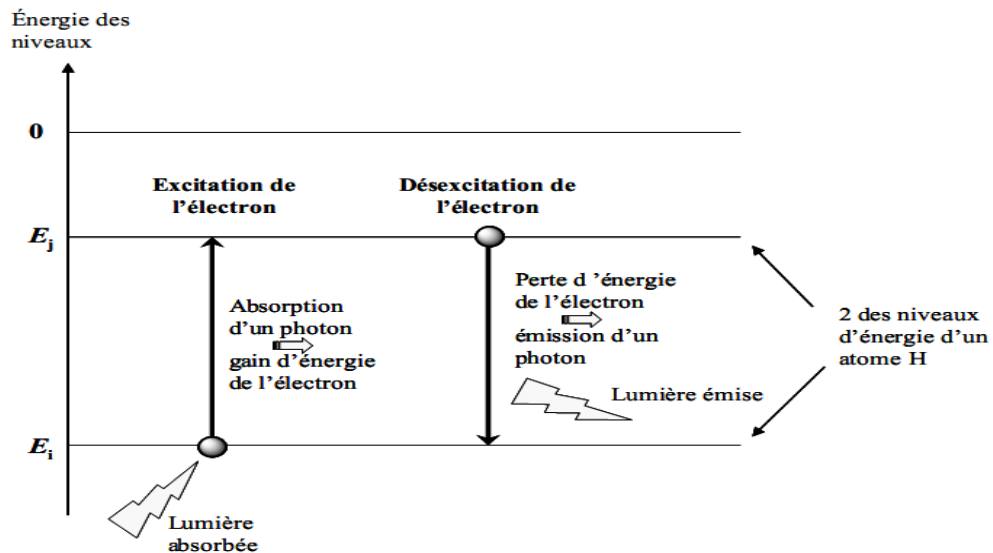 Énergie des
niveaux
0
Excitation de
l’électron
Désexcitation de
l’électron
Ej
Absorption
d’un photon
gain d’énergie
de l’électron
Perte d ’énergie
de l’électron
émission d’un
photon
Lumière émise
2 des niveaux
d’énergie d’un
atome H
Ei
Lumière
absorbée